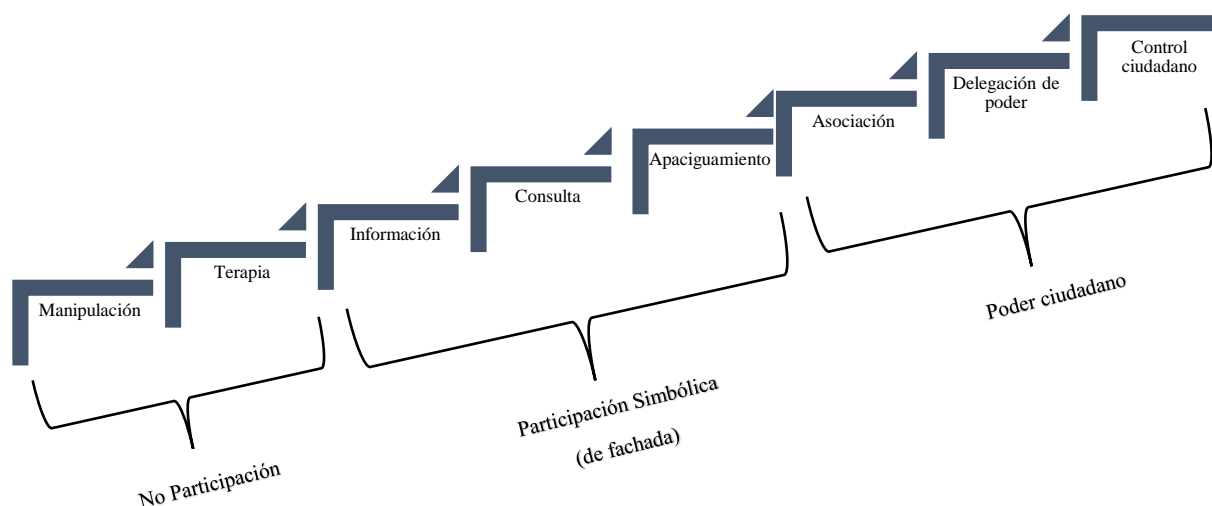 Manipulación
Terapia
Información
Consulta
Apaciguamiento
Asociación
Delegación de
poder
Control
ciudadano
No Participación
Participación Simbólica
(de fachada)
Poder ciudadano